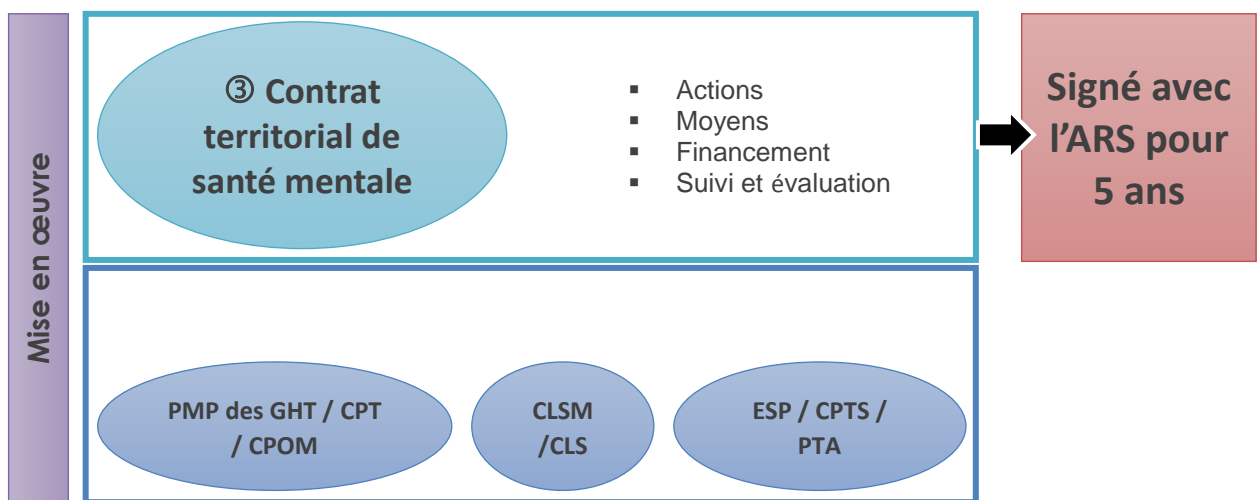 Mise en œuvre
③ Contrat
territorial de
santé mentale
▪ Actions
▪ Moyens
▪ Financement
▪ Suivi et évaluation
Signé avec
l’ARS pour
5 ans
PMP des GHT / CPT
/ CPOM
CLSM
/CLS
ESP / CPTS /
PTA